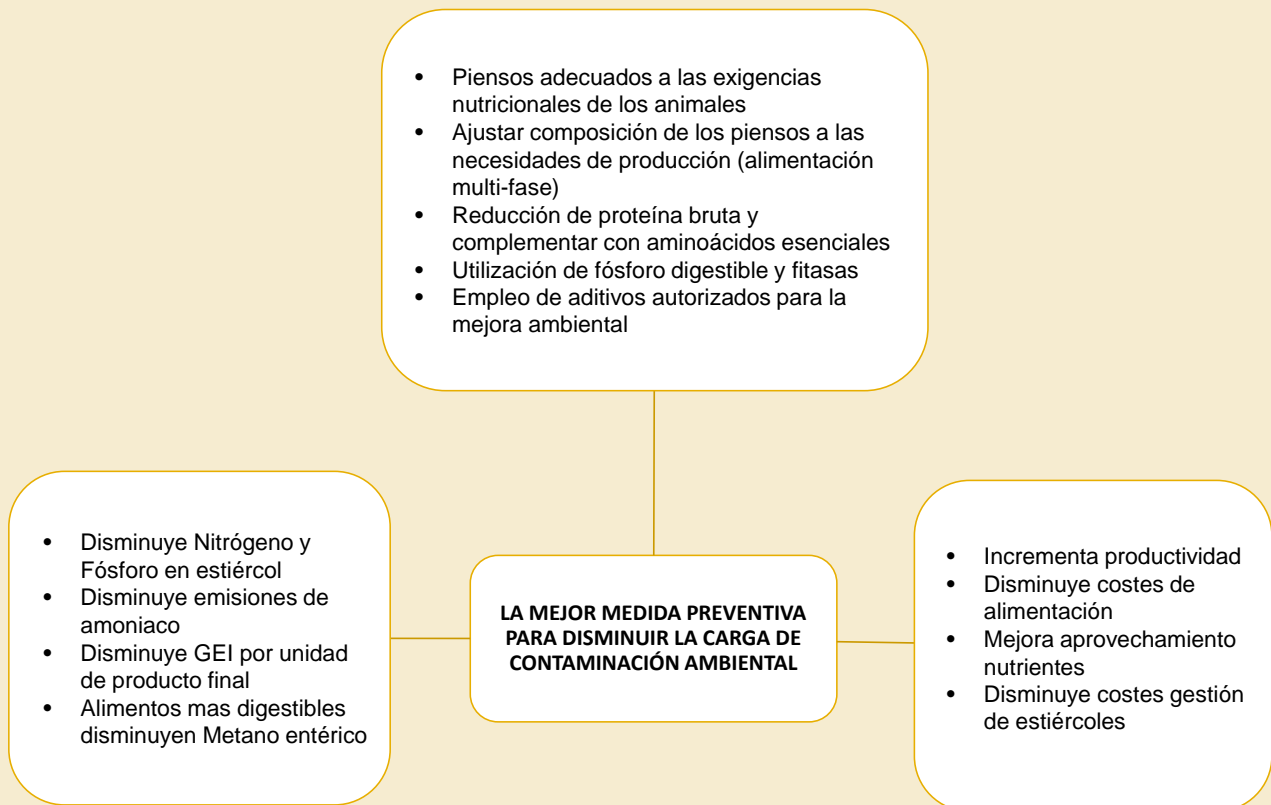 • Piensos adecuados a las exigencias
nutricionales de los animales
• Ajustar composición de los piensos a las
necesidades de producción (alimentación
multi-fase)
• Reducción de proteína bruta y
complementar con aminoácidos esenciales
• Utilización de fósforo digestible y fitasas
• Empleo de aditivos autorizados para la
mejora ambiental
• Disminuye Nitrógeno y
Fósforo en estiércol
• Disminuye emisiones de
amoniaco
• Disminuye GEI por unidad
de producto final
• Alimentos mas digestibles
disminuyen Metano entérico
LA MEJOR MEDIDA PREVENTIVA
PARA DISMINUIR LA CARGA DE
CONTAMINACIÓN AMBIENTAL
• Incrementa productividad
• Disminuye costes de
alimentación
• Mejora aprovechamiento
nutrientes
• Disminuye costes gestión
de estiércoles